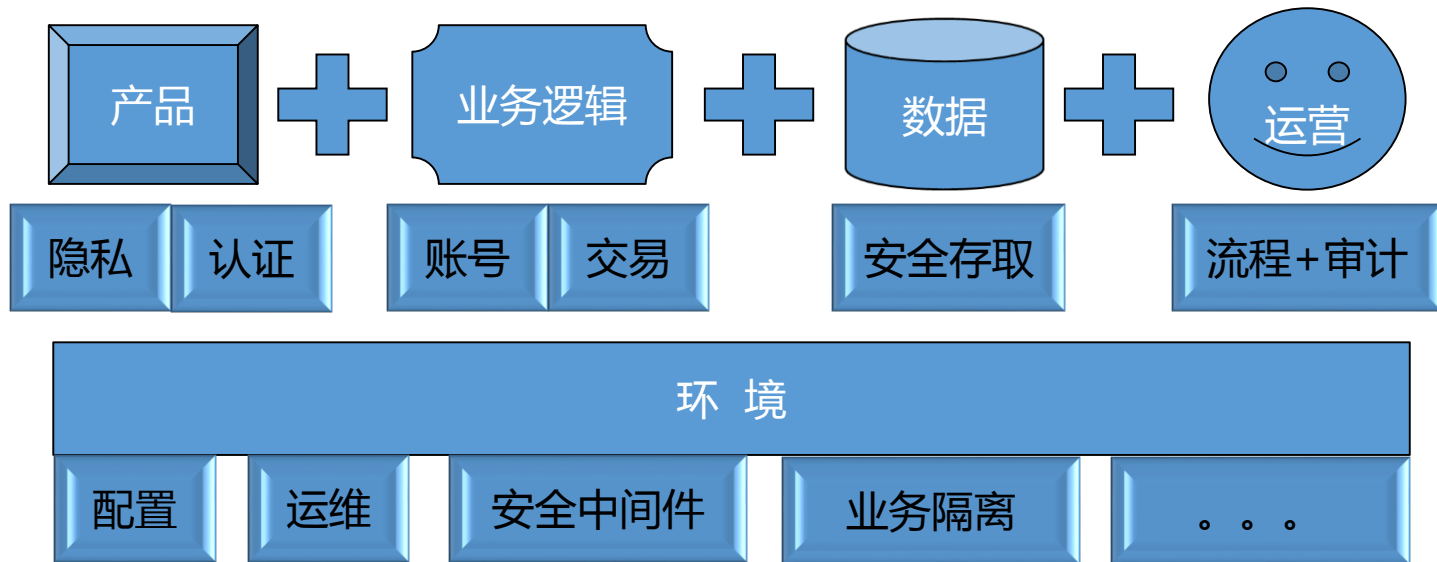 产品 业务逻辑 数据 运营
隐私 认证 账号 交易 安全存取 流程+审计
环 境
配置 运维 安全中间件 业务隔离 。。。